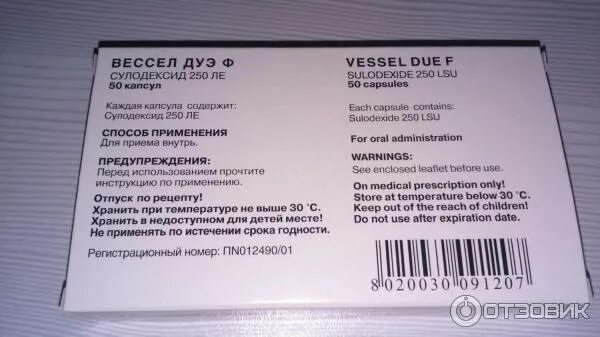 ВЕССЕЛ ДУЭ Ф
СУЛОДЕКСИД 250 ЛЕ
50 капсул
Каждая капсула содержит:
Сулодексид 250 ЛЕ
СПОСОБ ПРИМЕНЕНИЯ
Для приема внутрь.
ПРЕДУПРЕЖДЕНИЯ:
Перед использованием прочтите
инструкцию по применению.
Отпуск по рецепту!
Хранить при температуре не выше 30 °С.
Хранить в недоступном для детей месте!
Не применять по истечении срока годности.
Регистрационный номер: ПN012490/01
VESSEL DUE F
SULODEXIDE 250 LSU
50 capsules
Each capsule contains:
Sulodexide 250 LSU
For oral administration
WARNINGS:
See enclosed leaflet before use.
On medical prescription only!
Store at temperature below 30 °C.
Keep out of the reach of children!
Do not use after expiration date.
8 020030 091207
ОТЗОВИК